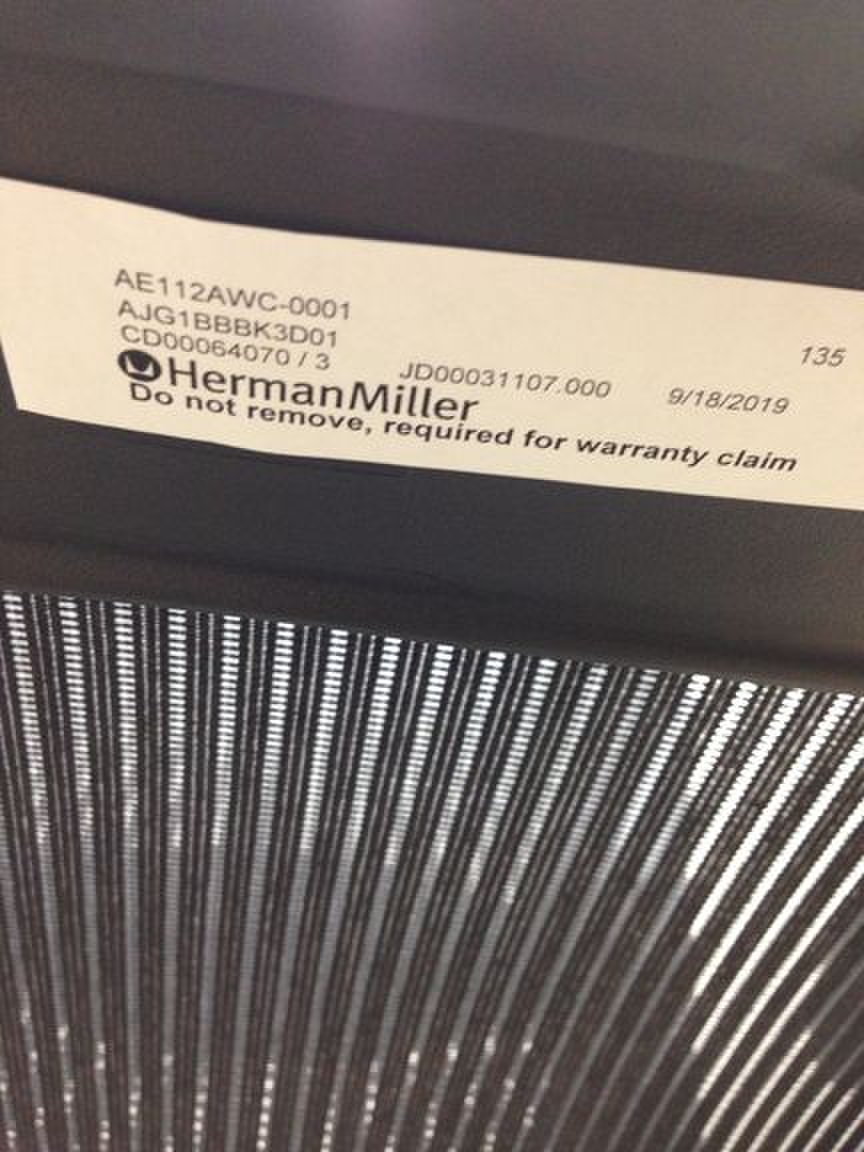 AE112AWC-0001
AJG1BBBK3D01
CD00064070 / 3
JD00031107.000
9/18/2019
135
HermanMiller
Do not remove, required for warranty claim